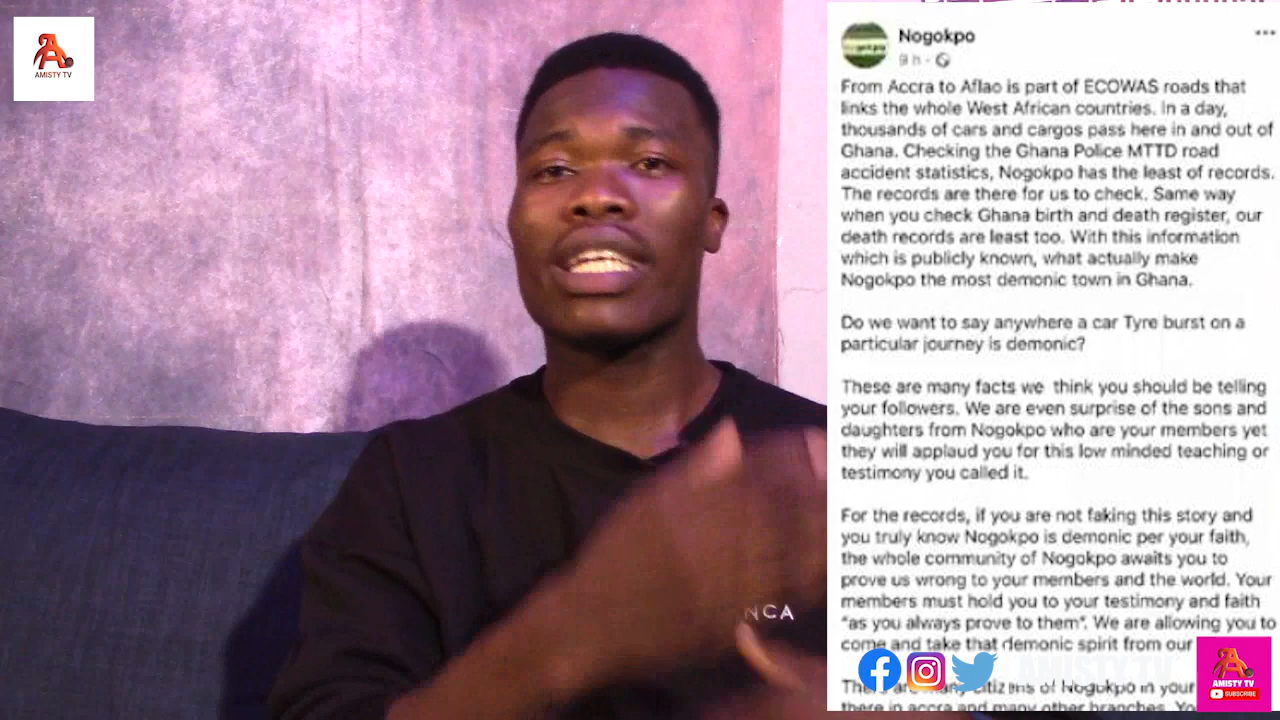 AMISTY TV
Nogokpo
9 h
From Accra to Aflao is part of ECOWAS roads that
links the whole West African countries. In a day,
thousands of cars and cargos pass here in and out of
Ghana. Checking the Ghana Police MTTD road
accident statistics, Nogokpo has the least of records.
The records are there for us to check. Same way
when you check Ghana birth and death register, our
death records are least too. With this information
which is publicly known, what actually make
Nogokpo the most demonic town in Ghana.
Do we want to say anywhere a car Tyre burst on a
particular journey is demonic?
These are many facts we think you should be telling
your followers. We are even surprise of the sons and
daughters from Nogokpo who are your members yet
they will applaud you for this low minded teaching or
testimony you called it.
For the records, if you are not faking this story and
you truly know Nogokpo is demonic per your faith,
the whole community of Nogokpo awaits you to
prove us wrong to your members and the world. Your
members must hold you to your testimony and faith
"as you always prove to them". We are allowing you to
come and take that demonic spirit from our
There are many citizens of Nogokpo in your
there in accra and many other branches.
NCA
AMISTY TV
AMISTY TV
SUBSCRIBE